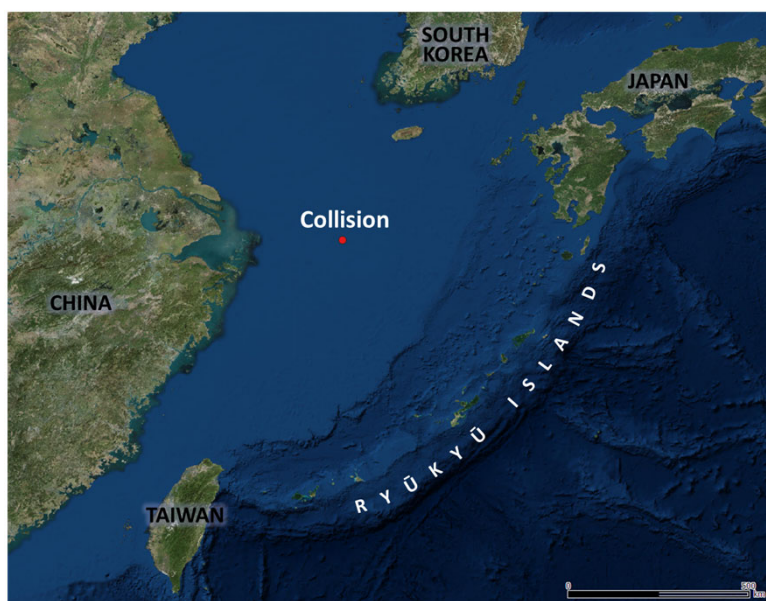 SOUTH
KOREA
JAPAN
Collision
CHINA
RYŪKYŪ ISLANDS
TAIWAN
0 500
km